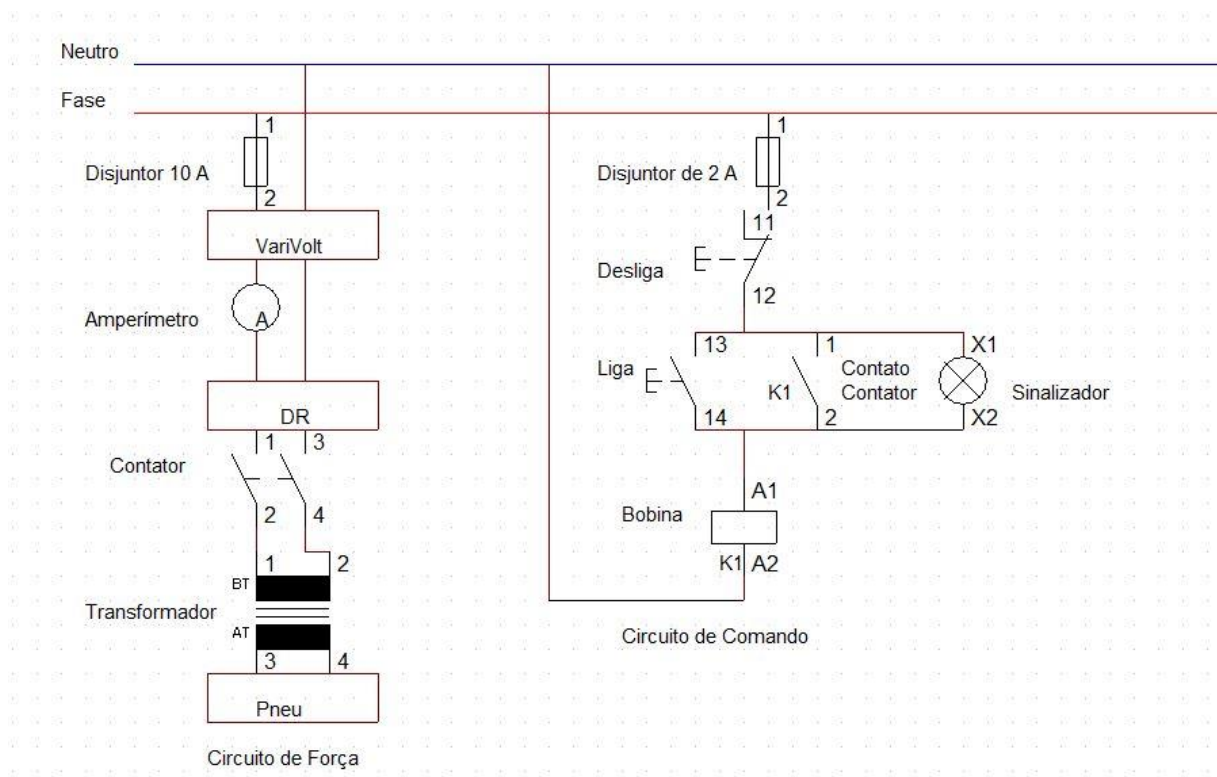 Neutro
Fase
1
Disjuntor 10 A
2
VariVolt
Amperímetro
A
DR
1 3
Contator
2 4
1 2
BT
Transformador
AT
3 4
Pneu
Circuito de Força
1
Disjuntor de 2 A
2
11
Desliga
12
13 1 X1
Liga
K1
Contato
Contator
Sinalizador
14 2 X2
A1
Bobina
K1 A2
Circuito de Comando